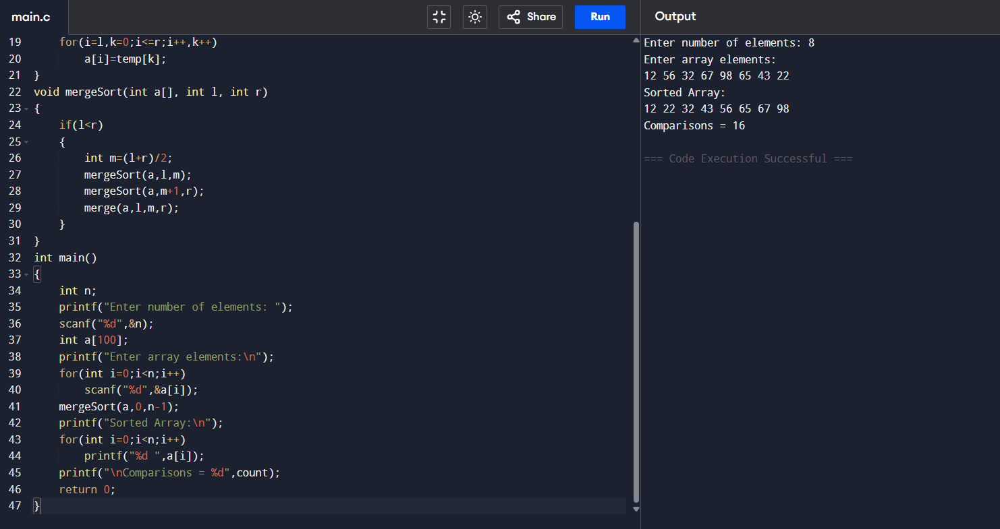 main.c
Share
Run
Output
19 for(i=l,k=0;i<=r;i++,k++)
20 a[i]=temp[k];
21 }
22 void mergeSort(int a[], int l, int r)
23 {
24 if(l<r)
25 {
26 int m=(l+r)/2;
27 mergeSort(a,l,m);
28 mergeSort(a,m+1,r);
29 merge(a,l,m,r);
30 }
31 }
32 int main()
33 {
34 int n;
35 printf("Enter number of elements: ");
36 scanf("%d",&n);
37 int a[100];
38 printf("Enter array elements:\n");
39 for(int i=0;i<n;i++)
40 scanf("%d",&a[i]);
41 mergeSort(a,0,n-1);
42 printf("Sorted Array:\n");
43 for(int i=0;i<n;i++)
44 printf("%d ",a[i]);
45 printf("\nComparisons = %d",count);
46 return 0;
47 }
Enter number of elements: 8
Enter array elements:
12 56 32 67 98 65 43 22
Sorted Array:
12 22 32 43 56 65 67 98
Comparisons = 16
=== Code Execution Successful ===